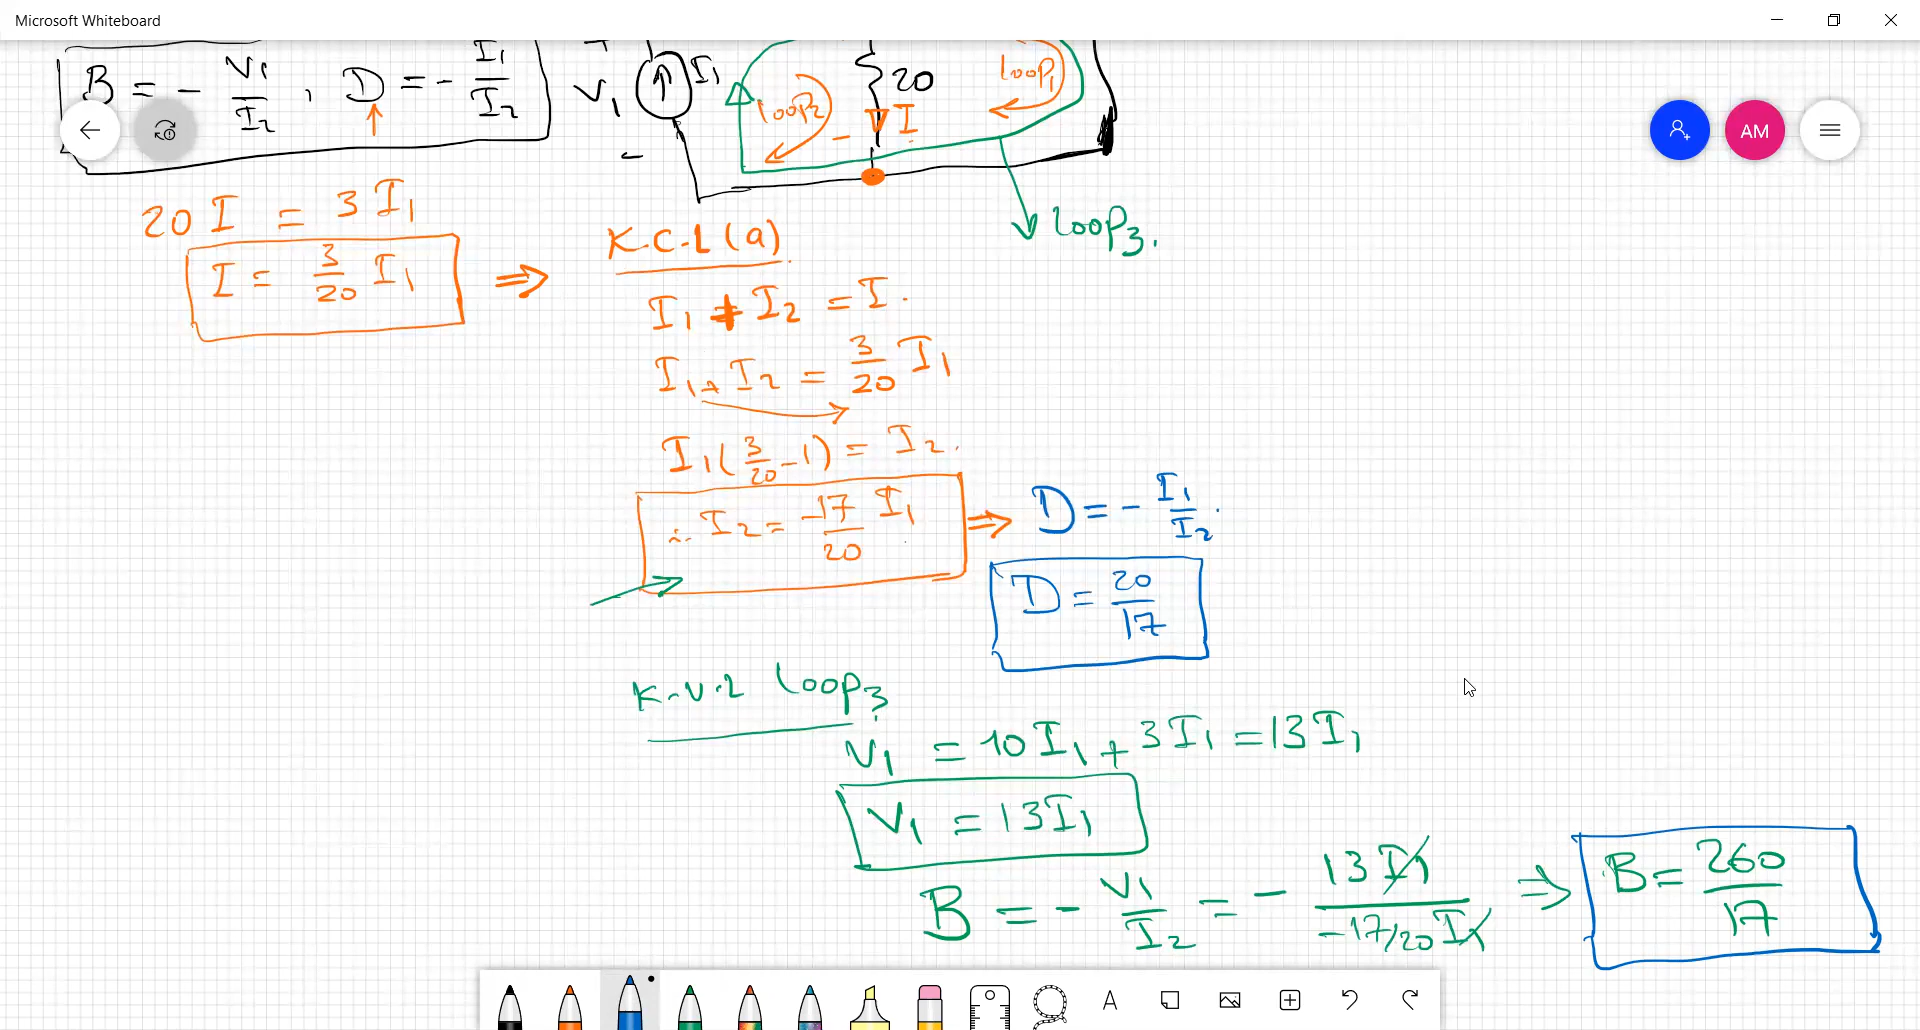 Microsoft Whiteboard
B = - V1/I2 , D = - I1/I2
+ V1 -
I1
loop2
20
I
loop1
loop3.
AM
20 I = 3 I1
I = 3/20 I1 ⇒
K.C.L (a)
I1 + I2 = I.
I1 + I2 = 3/20 I1
I1 (3/20 - 1) = I2.
∴ I2 = -17/20 I1 ⇒
D = - I1/I2.
D = 20/17
K.V.L loop3
V1 = 10 I1 + 3 I1 = 13 I1
V1 = 13 I1
B = - V1/I2 = - 13 I1 / -17/20 I1 ⇒ B = 260/17
A